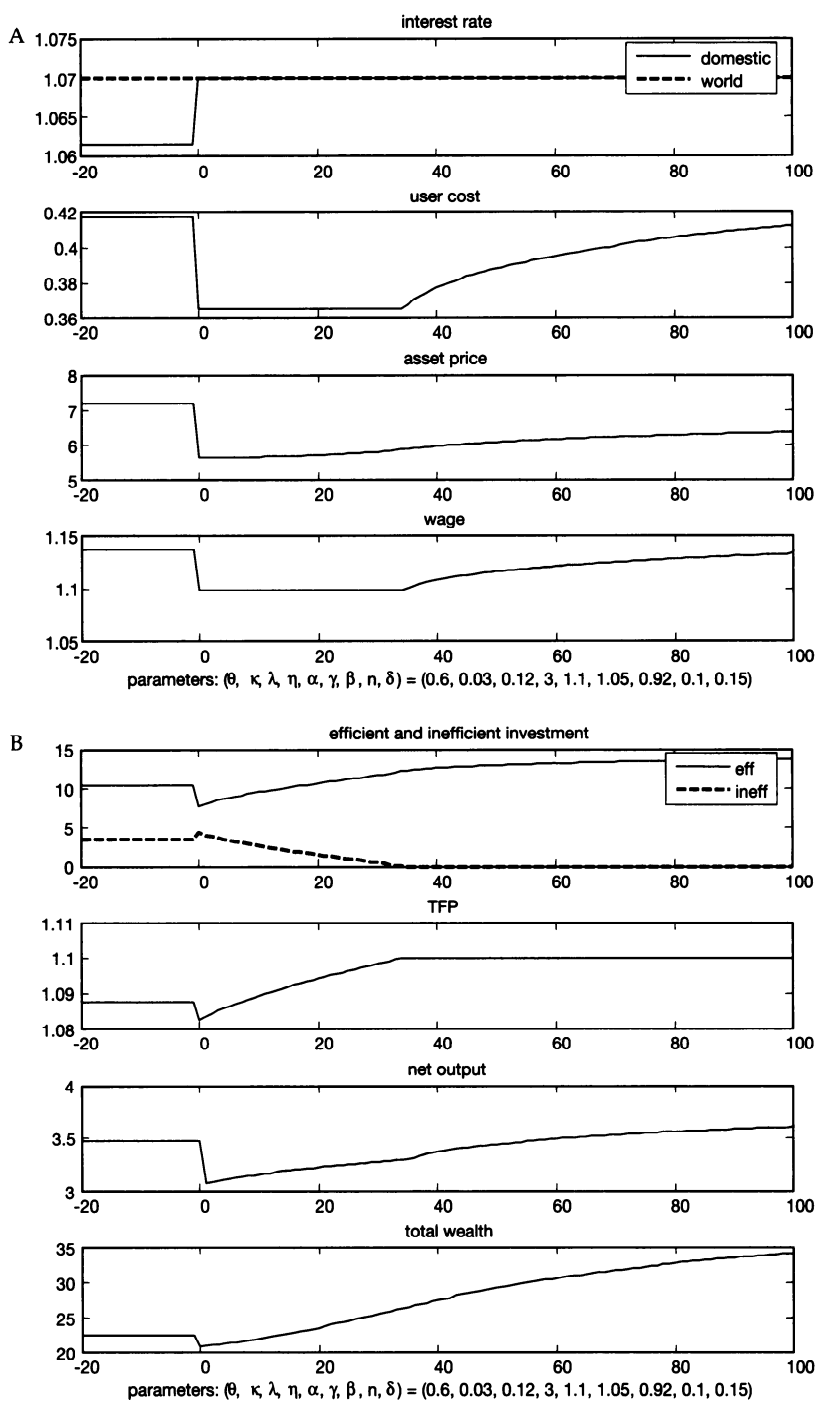 A
interest rate
1.075
1.07
1.065
1.06
domestic
world
-20 0 20 40 60 80 100
user cost
0.42
0.4
0.38
0.36
-20 0 20 40 60 80 100
asset price
8
7
6
5
-20 0 20 40 60 80 100
wage
1.15
1.1
1.05
-20 0 20 40 60 80 100
parameters: (θ, κ, λ, η, α, γ, β, n, δ) = (0.6, 0.03, 0.12, 3, 1.1, 1.05, 0.92, 0.1, 0.15)
B
efficient and inefficient investment
15
10
5
0
eff
ineff
-20 0 20 40 60 80 100
TFP
1.11
1.1
1.09
1.08
-20 0 20 40 60 80 100
net output
4
3.5
3
-20 0 20 40 60 80 100
total wealth
35
30
25
20
-20 0 20 40 60 80 100
parameters: (θ, κ, λ, η, α, γ, β, n, δ) = (0.6, 0.03, 0.12, 3, 1.1, 1.05, 0.92, 0.1, 0.15)